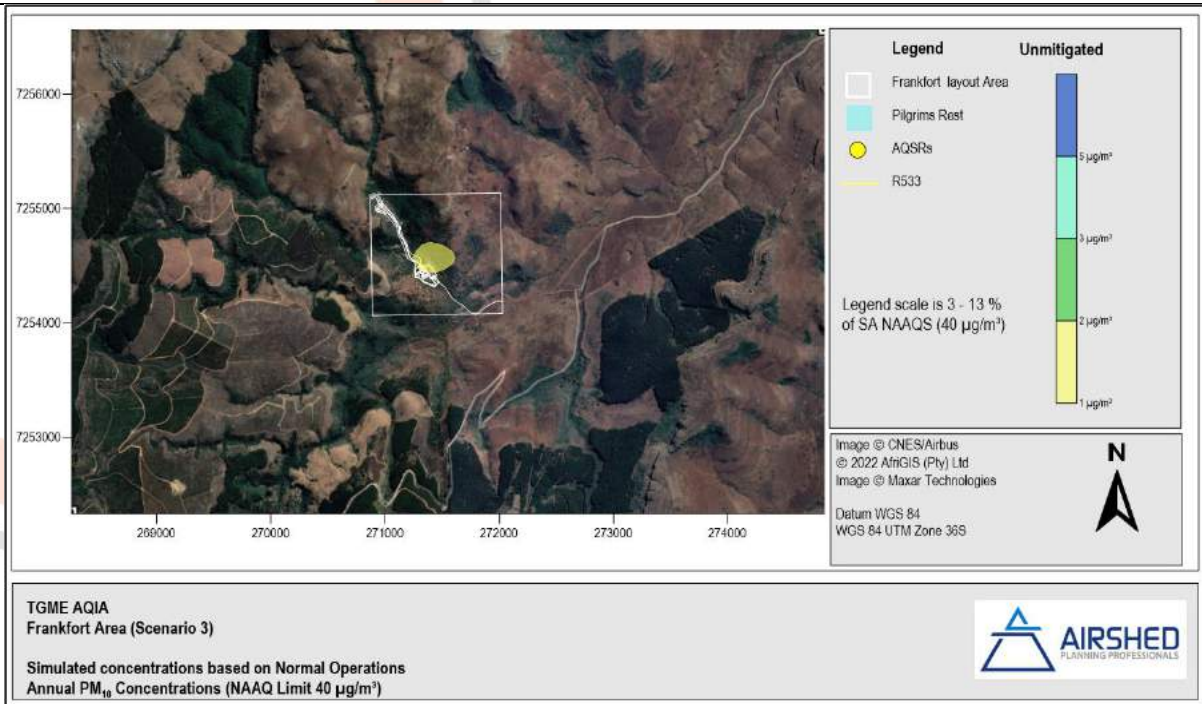 7256000
7255000
7254000
7253000
269000
270000
271000
272000
273000
274000
Legend
Unmitigated
Frankfort layout Area
Pilgrims Rest
AQSRs
R533
5 µg/m³
3 µg/m³
2 µg/m³
1 µg/m³
Legend scale is 3 - 13 %
of SA NAAQS (40 µg/m³)
Image © CNES/Airbus
© 2022 AfriGIS (Pty) Ltd
Image © Maxar Technologies
Datum WGS 84
WGS 84 UTM Zone 36S
N
TGME AQIA
Frankfort Area (Scenario 3)
Simulated concentrations based on Normal Operations
Annual PM₁₀ Concentrations (NAAQ Limit 40 µg/m³)
AIRSHED
PLANNING PROFESSIONALS